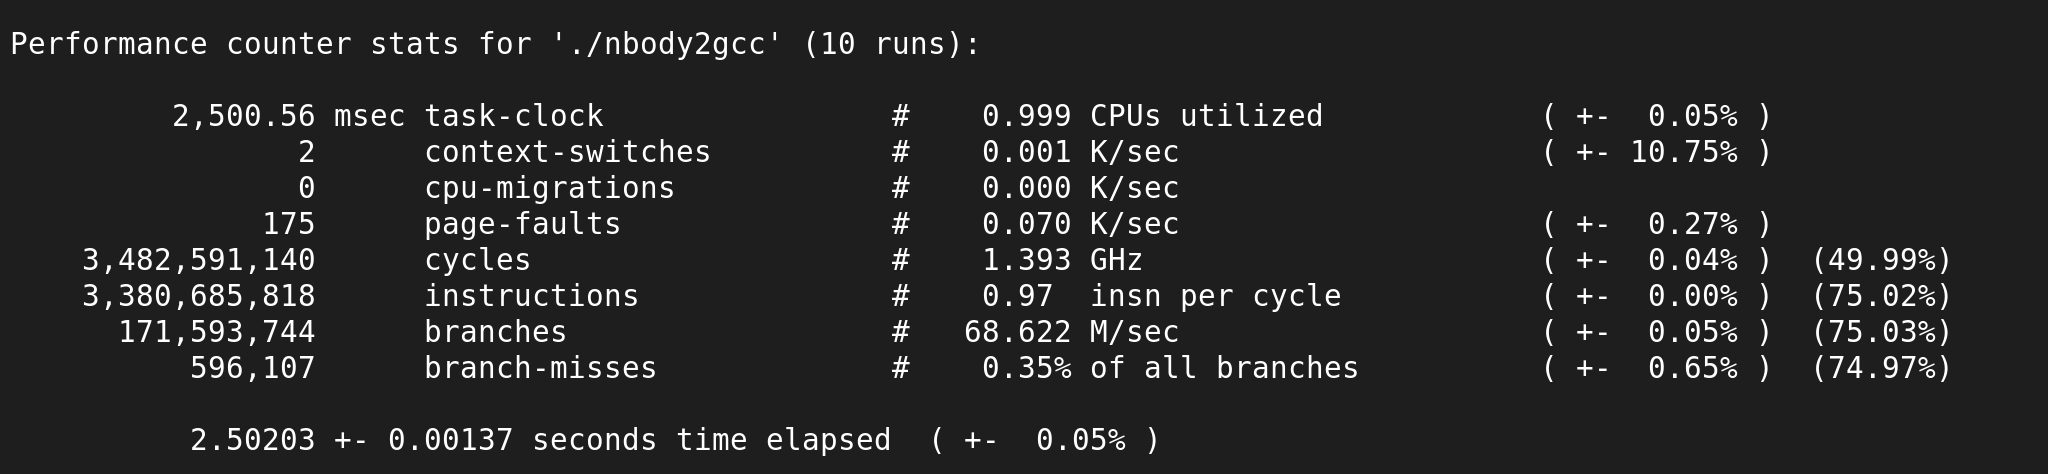 Performance counter stats for './nbody2gcc' (10 runs):

          2,500.56 msec task-clock                #    0.999 CPUs utilized            ( +-  0.05% )
                 2      context-switches          #    0.001 K/sec                    ( +- 10.75% )
                 0      cpu-migrations            #    0.000 K/sec
               175      page-faults               #    0.070 K/sec                    ( +-  0.27% )
     3,482,591,140      cycles                    #    1.393 GHz                      ( +-  0.04% )  (49.99%)
     3,380,685,818      instructions              #    0.97  insn per cycle           ( +-  0.00% )  (75.02%)
       171,593,744      branches                  #   68.622 M/sec                    ( +-  0.05% )  (75.03%)
           596,107      branch-misses             #    0.35% of all branches          ( +-  0.65% )  (74.97%)

           2.50203 +- 0.00137 seconds time elapsed  ( +-  0.05% )